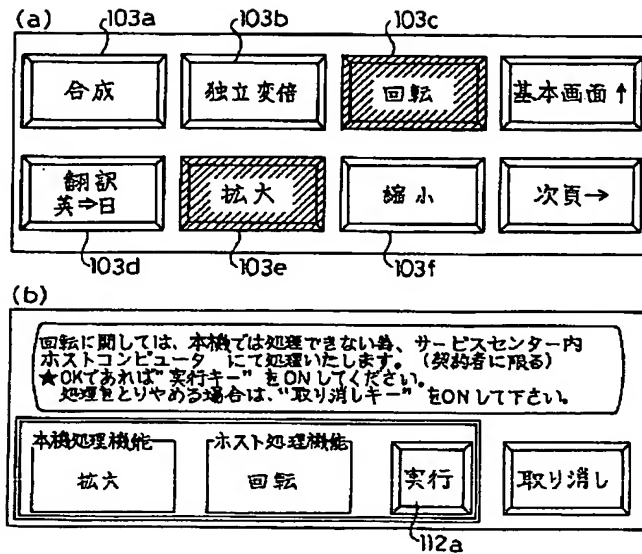 (a)
103a
103b
103c
合成
独立変倍
回転
基本画面↑
翻訳
英⇒日
拡大
縮小
次頁→
103d
103e
103f
(b)
回転に関しては、本機では処理できない為、サービスセンター内
ホストコンピュータ にて処理いたします。(契約者に限る)
★OKであれば"実行キー"をONしてください。
処理をとりやめる場合は、"取り消しキー"をONして下さい。
本機処理機能
ホスト処理機能
拡大
回転
実行
取り消し
112a